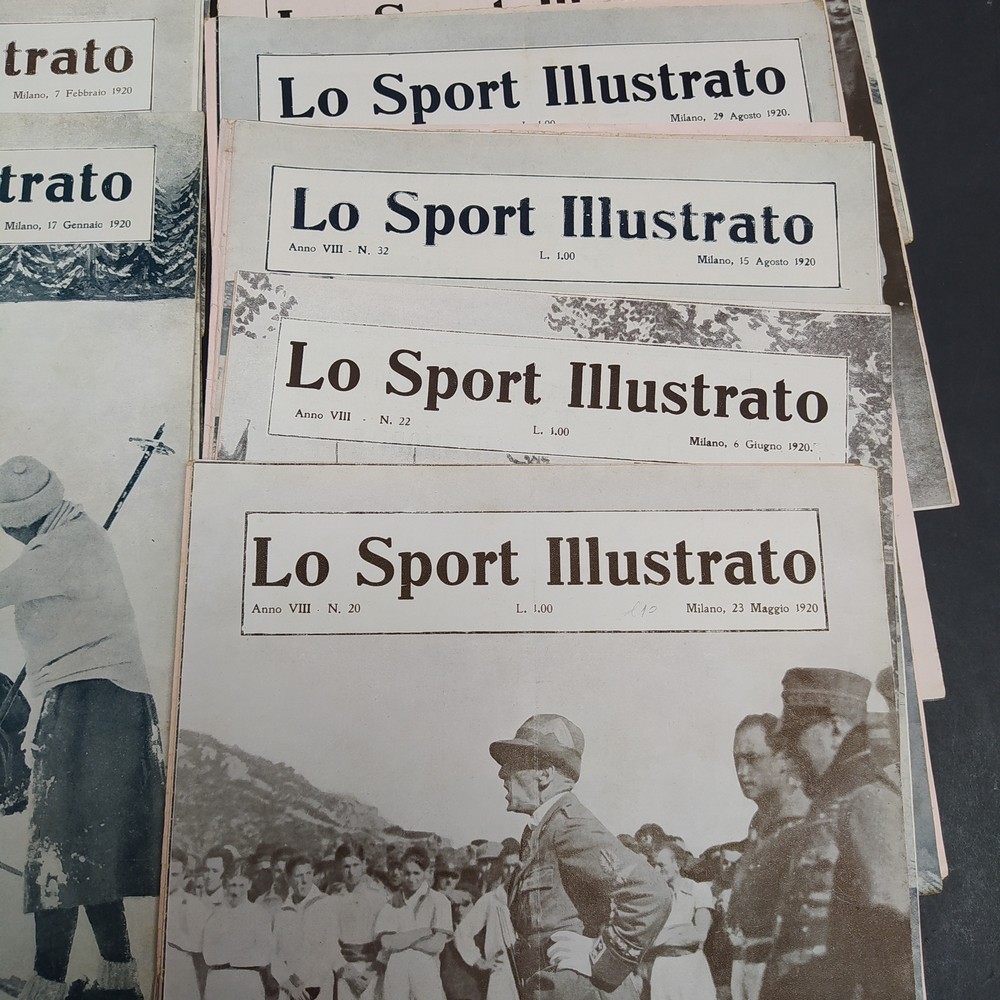 trato
Milano, 7 Febbraio 1920
trato
Milano, 17 Gennaio 1920
Lo Sport Illustrato
Milano, 29 Agosto 1920.
Lo Sport Illustrato
Anno VIII - N. 32 L. 1.00 Milano, 15 Agosto 1920
Lo Sport Illustrato
Anno VIII - N. 22 L. 1.00 Milano, 6 Giugno 1920.
Lo Sport Illustrato
Anno VIII - N. 20 L. 1.00 Milano, 23 Maggio 1920